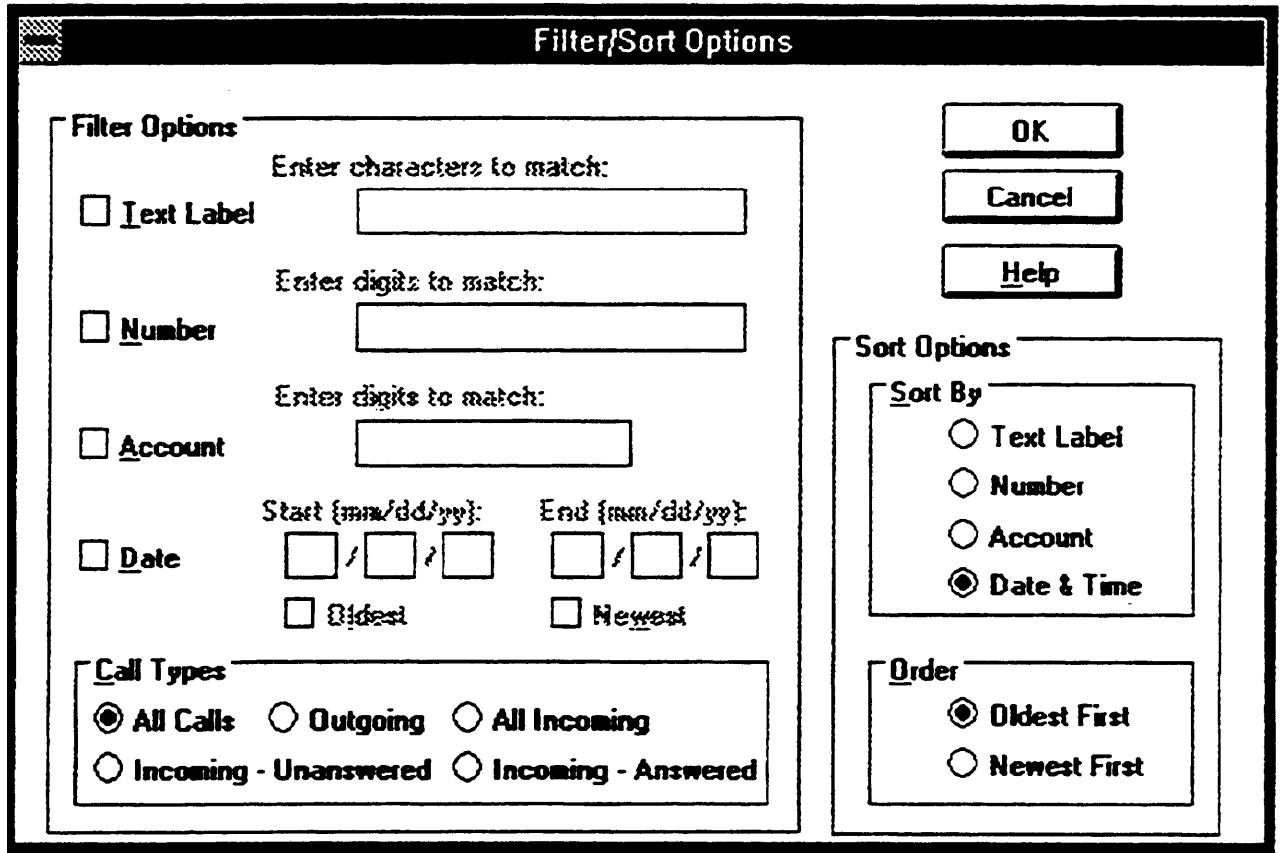 Filter/Sort Options
Filter Options
Enter characters to match:
Text Label
Enter digits to match:
Number
Enter digits to match:
Account
Start (mm/dd/yy): End (mm/dd/yy):
Date / / / /
Oldest Newest
Call Types
All Calls Outgoing All Incoming
Incoming - Unanswered Incoming - Answered
OK
Cancel
Help
Sort Options
Sort By
Text Label
Number
Account
Date & Time
Order
Oldest First
Newest First